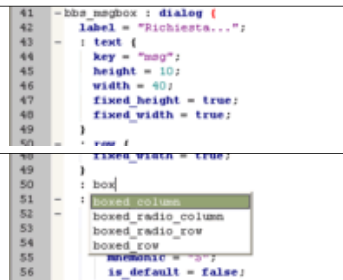 41 bbs_msgbox : dialog {
42 label = "Richiesta...";
43 : text {
44 key = "msg";
45 height = 10;
46 width = 40;
47 fixed_height = true;
48 fixed_width = true;
49 }
50 : row {
48 fixed_width = true;
49 }
50 : box
51 :
boxed_column
52
boxed_radio_column
53
boxed_radio_row
54
boxed_row
55 mnemonic = "S";
56 is_default = false;